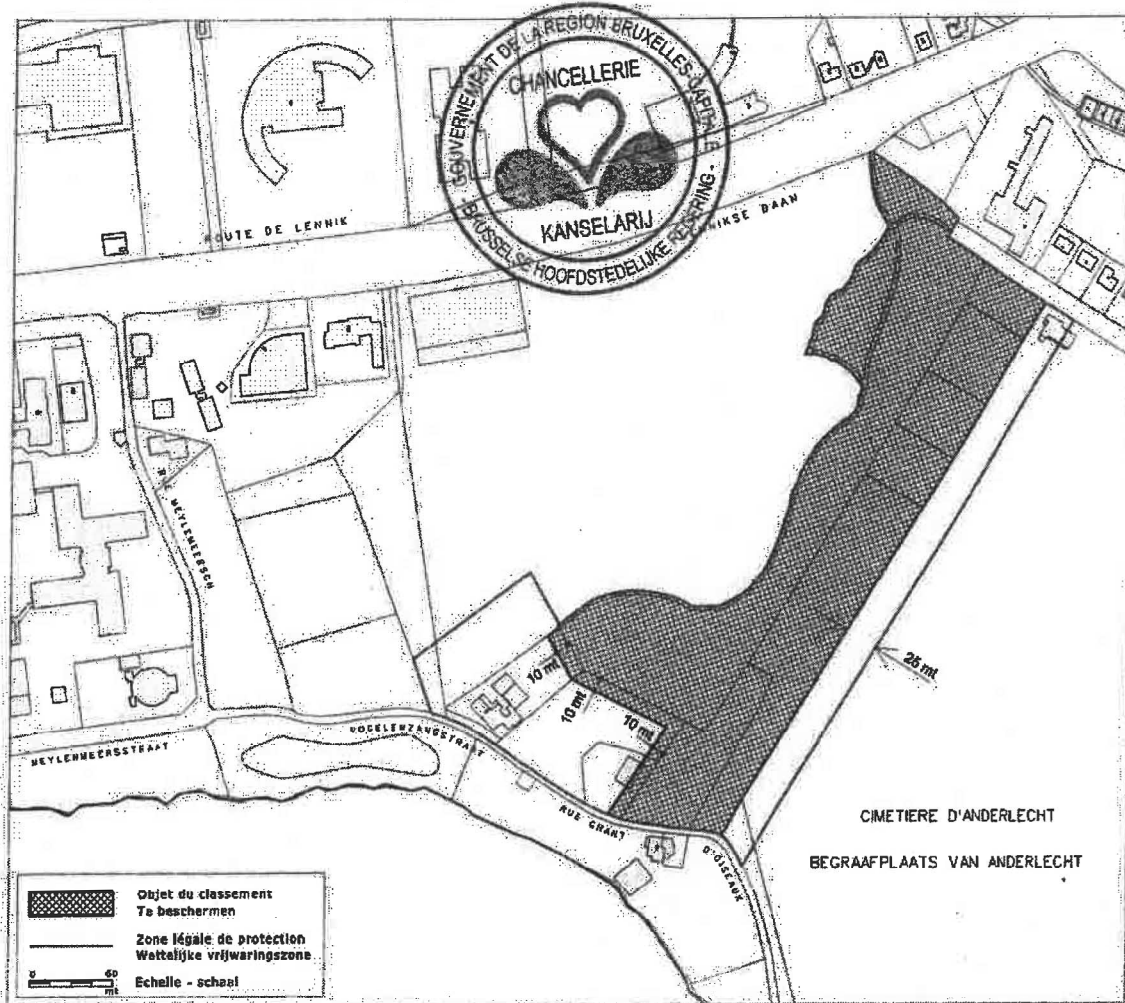 GOUVERNEMENT DE LA REGION BRUXELLES-CAPITALE
CHANCELLERIE
KANSELARIJ
BRUSSELSE HOOFDSTEDELIJKE REGERING
ROUTE DE LENNIK
NIKSE BAAN
RUE MEYLEMEERSCH
10 mt
10 mt
10 mt
25 mt
MEYLENMEERSSTRAAT
VOGELENZANGSTRAAT
RUE CHANT
D'OISEAUX
CIMETIERE D'ANDERLECHT
BEGRAAFPLAATS VAN ANDERLECHT
Objet du classement
Te beschermen
Zone légale de protection
Wettelijke vrijwaringszone
0 60
mt
Echelle - schaal